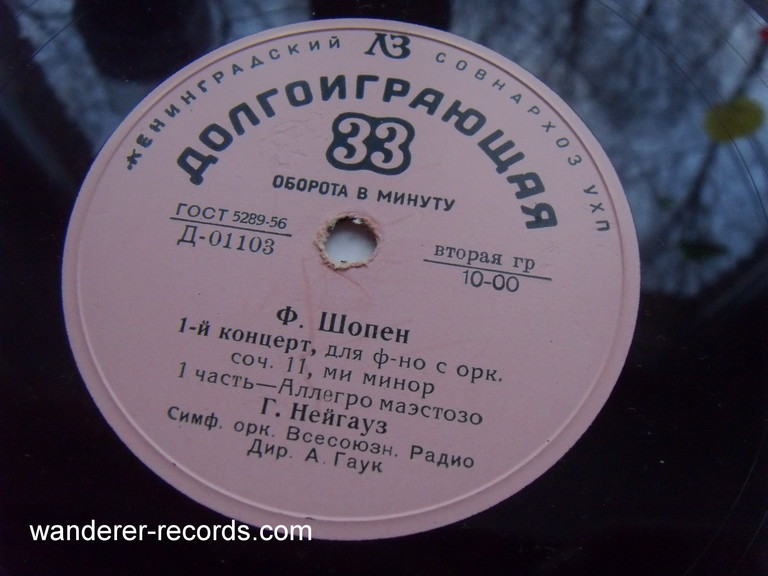 ЛЕНИНГРАДСКИЙ ЛЗ СОВНАРХОЗ УХП
ДОЛГОИГРАЮЩАЯ
33
ОБОРОТА В МИНУТУ
ГОСТ 5289-56
Д-01103
вторая гр
10-00
Ф. Шопен
1-й концерт, для ф-но с орк.
соч. 11, ми минор
1 часть—Аллегро маэстозо
Г. Нейгауз
Симф. орк. Всесоюзн. Радио
Дир. А. Гаук
wanderer-records.com